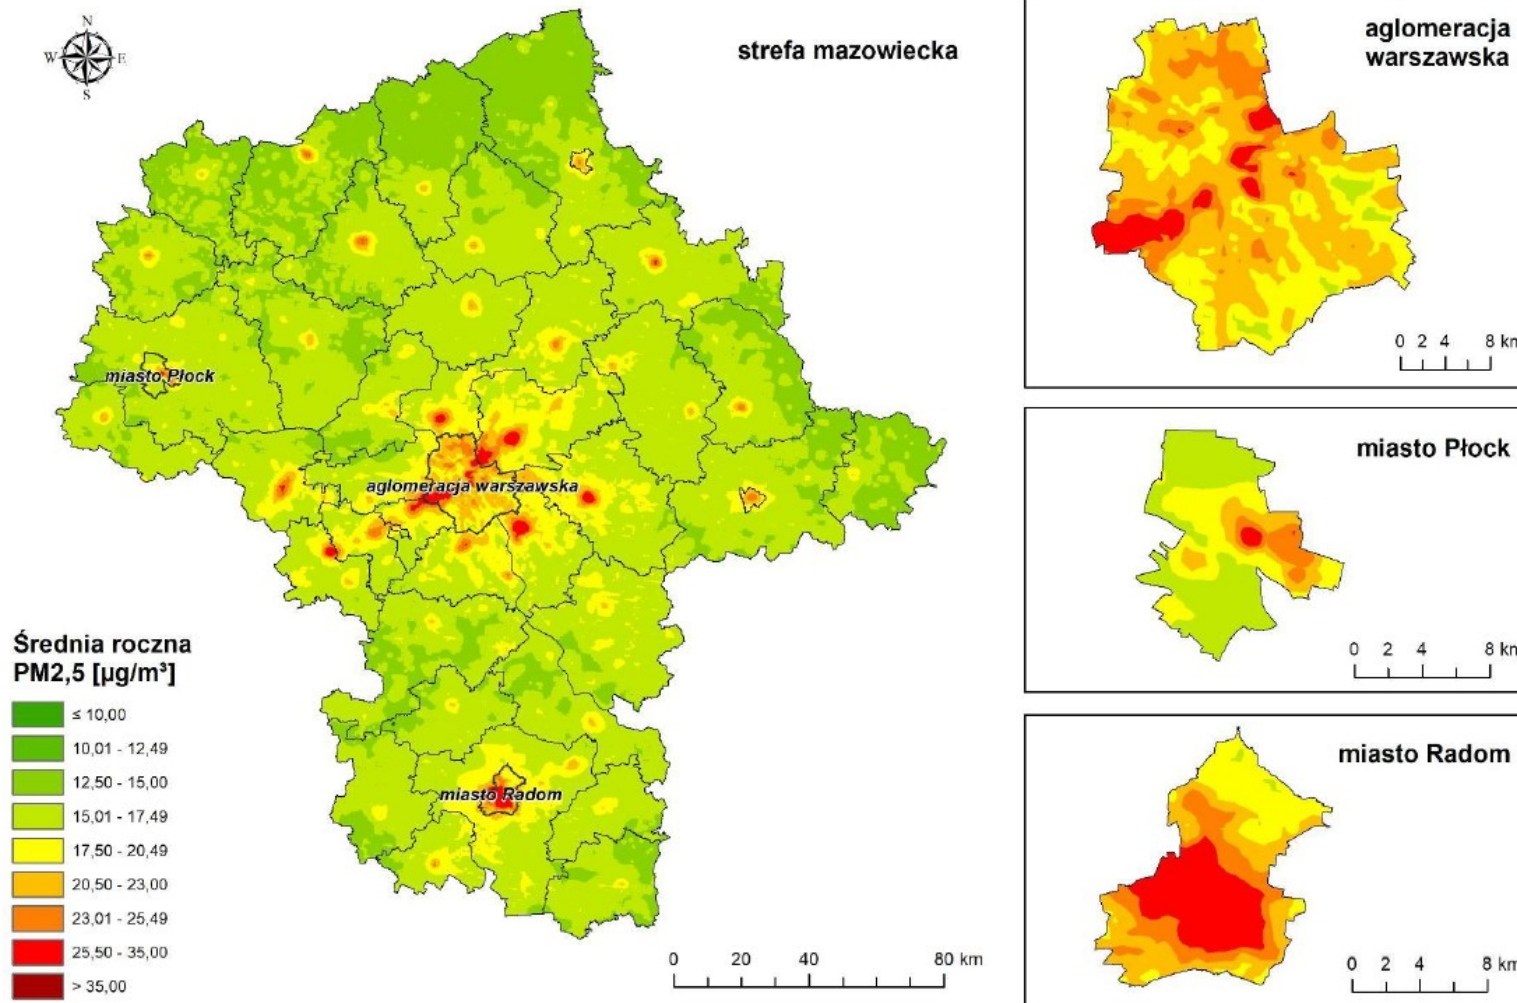 N
W E
S
strefa mazowiecka
miasto Płock
aglomeracja warszawska
miasto Radom
Średnia roczna
PM2,5 [µg/m³]
≤ 10,00
10,01 - 12,49
12,50 - 15,00
15,01 - 17,49
17,50 - 20,49
20,50 - 23,00
23,01 - 25,49
25,50 - 35,00
> 35,00
0 20 40 80 km
aglomeracja
warszawska
0 2 4 8 km
miasto Płock
0 2 4 8 km
miasto Radom
0 2 4 8 km